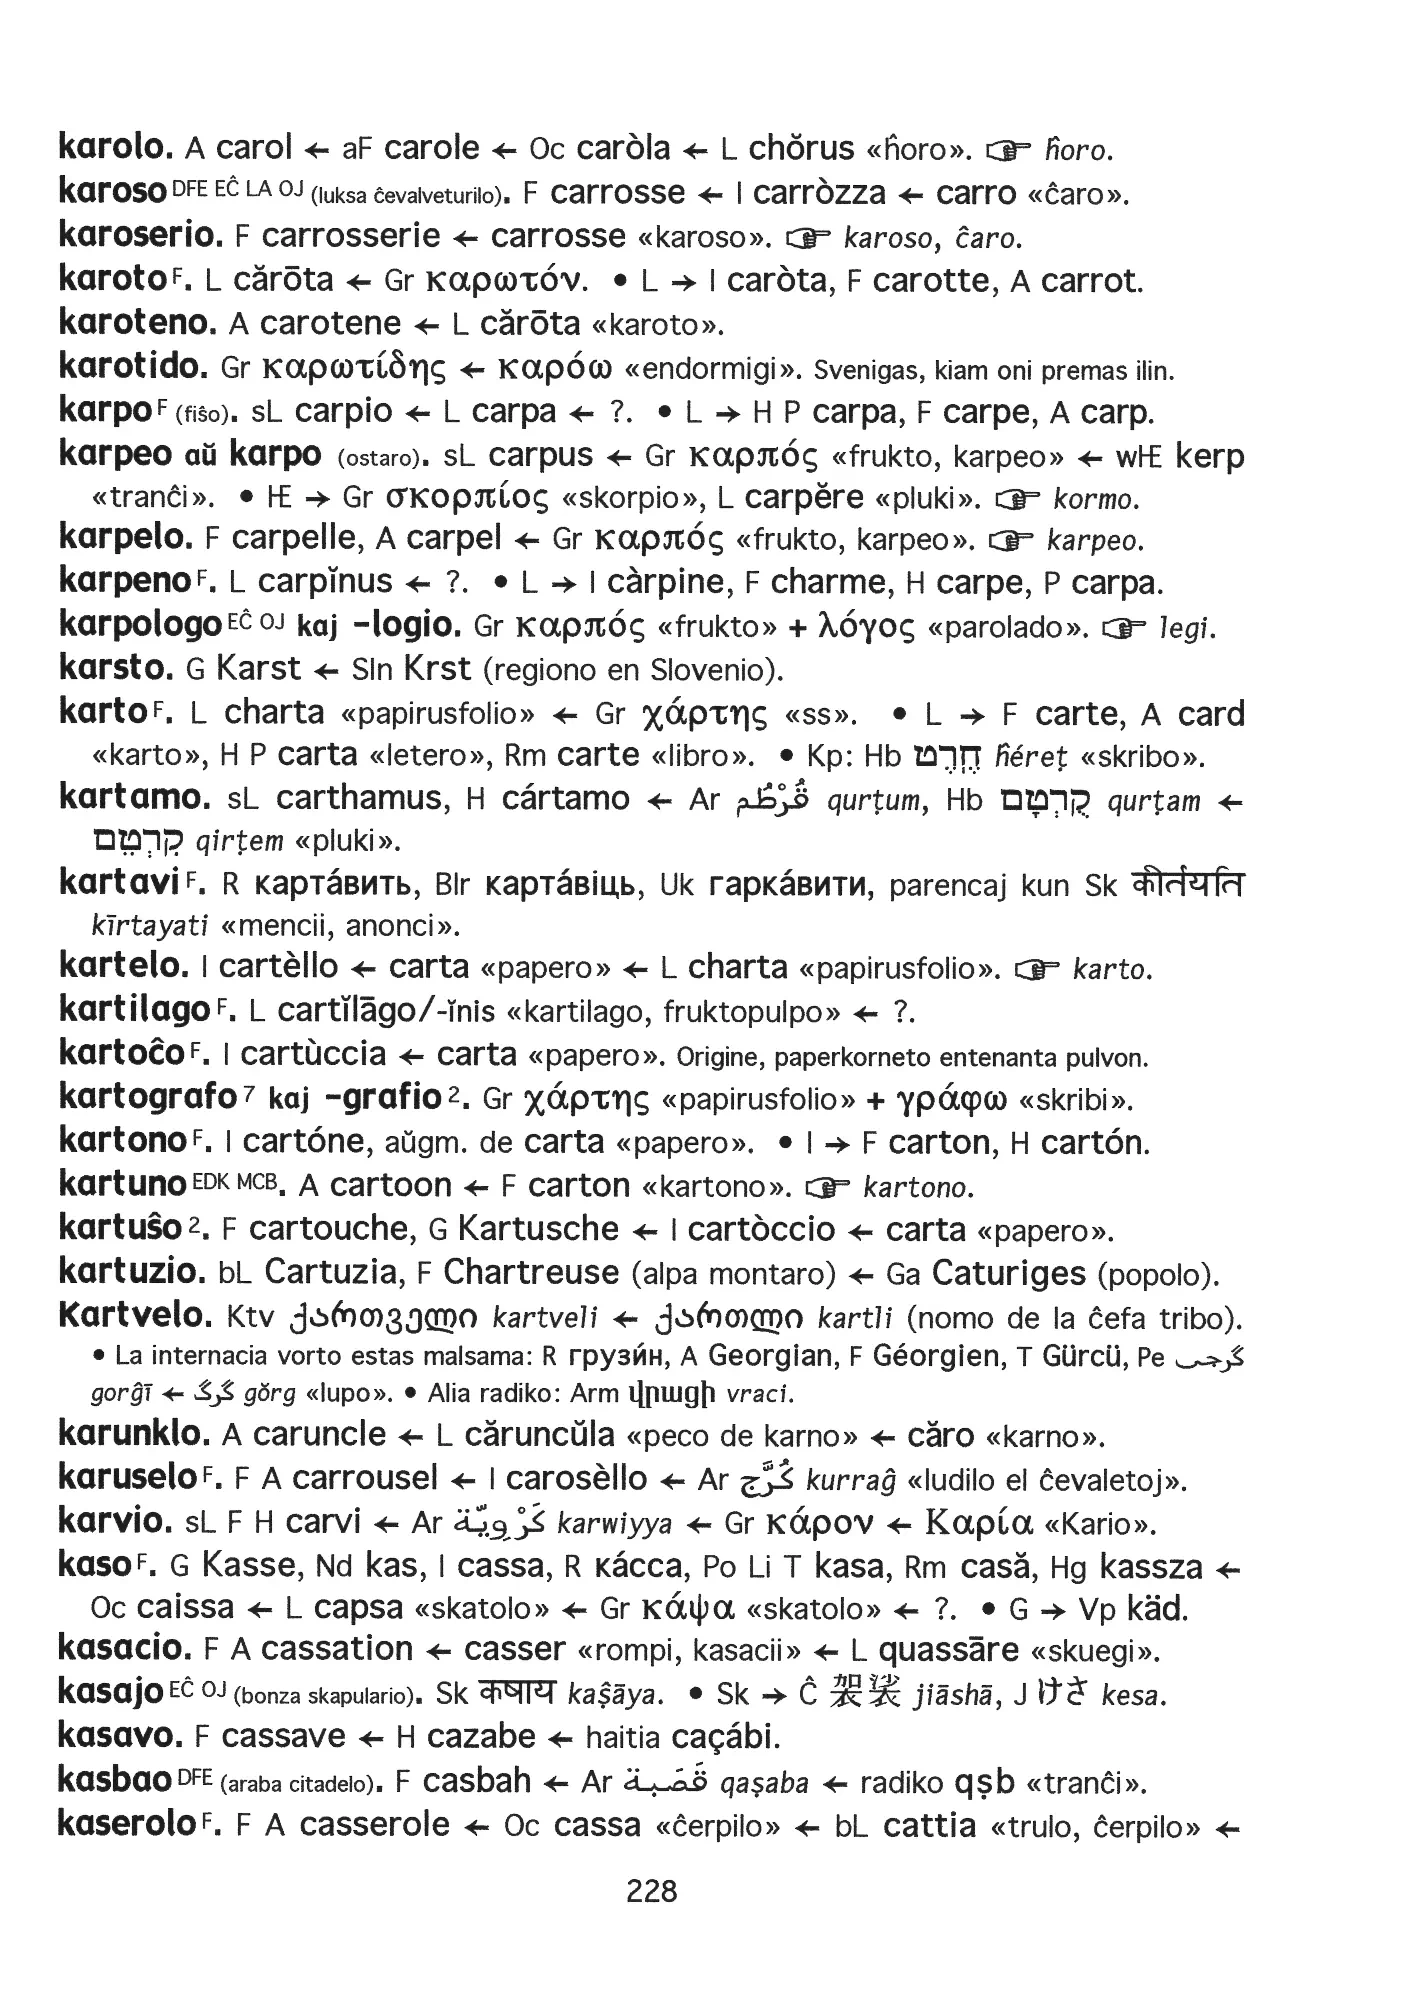 karolo. A carol ← aF carole ← Oc caròla ← L chŏrus «ĥoro». ☞ ĥoro.
karoso DFE EĈ LA OJ (luksa ĉevalveturilo). F carrosse ← I carròzza ← carro «ĉaro».
karoserio. F carrosserie ← carrosse «karoso». ☞ karoso, ĉaro.
karoto F. L cărōta ← Gr καρωτόν. • L → I caròta, F carotte, A carrot.
karoteno. A carotene ← L cărōta «karoto».
karotido. Gr καρωτίδης ← καρόω «endormigi». Svenigas, kiam oni premas ilin.
karpo F (fiŝo). sL carpio ← L carpa ← ?. • L → H P carpa, F carpe, A carp.
karpeo aŭ karpo (ostaro). sL carpus ← Gr καρπός «frukto, karpeo» ← wHE kerp
«tranĉi». • HE → Gr σκορπίος «skorpio», L carpĕre «pluki». ☞ kormo.
karpelo. F carpelle, A carpel ← Gr καρπός «frukto, karpeo». ☞ karpeo.
karpeno F. L carpĭnus ← ?. • L → I càrpine, F charme, H carpe, P carpa.
karpologo EĈ OJ kaj -logio. Gr καρπός «frukto» + λόγος «parolado». ☞ legi.
karsto. G Karst ← Sln Krst (regiono en Slovenio).
karto F. L charta «papirusfolio» ← Gr χάρτης «ss». • L → F carte, A card
«karto», H P carta «letero», Rm carte «libro». • Kp: Hb חֶרֶט ĥéreṭ «skribo».
kartamo. sL carthamus, H cártamo ← Ar قُرْطُم qurṭum, Hb קֻרְטָם qurṭam ←
קִרְטֵם qirṭem «pluki».
kartavi F. R картáвить, Blr картáвіць, Uk гаркáвити, parencaj kun Sk कीर्तयति
kīrtayati «mencii, anonci».
kartelo. I cartèllo ← carta «papero» ← L charta «papirusfolio». ☞ karto.
kartilago F. L cartĭlāgo/-ĭnis «kartilago, fruktopulpo» ← ?.
kartoĉo F. I cartùccia ← carta «papero». Origine, paperkorneto entenanta pulvon.
kartografo 7 kaj -grafio 2. Gr χάρτης «papirusfolio» + γράφω «skribi».
kartono F. I cartóne, aŭgm. de carta «papero». • I → F carton, H cartón.
kartuno EDK MCB. A cartoon ← F carton «kartono». ☞ kartono.
kartuŝo 2. F cartouche, G Kartusche ← I cartòccio ← carta «papero».
kartuzio. bL Cartuzia, F Chartreuse (alpa montaro) ← Ga Caturiges (popolo).
Kartvelo. Ktv ქართველი kartveli ← ქართლი kartli (nomo de la ĉefa tribo).
• La internacia vorto estas malsama: R грузи́н, A Georgian, F Géorgien, T Gürcü, Pe گرجی
gorĝī ← گرگ gŏrg «lupo». • Alia radiko: Arm վրացի vraci.
karunklo. A caruncle ← L căruncŭla «peco de karno» ← căro «karno».
karuselo F. F A carrousel ← I carosèllo ← Ar كُرَّج kurraĝ «ludilo el ĉevaletoj».
karvio. sL F H carvi ← Ar كَرْوِيّة karwiyya ← Gr κάρον ← Καρία «Kario».
kaso F. G Kasse, Nd kas, I cassa, R кácca, Po Li T kasa, Rm casă, Hg kassza ←
Oc caissa ← L capsa «skatolo» ← Gr κάψα «skatolo» ← ?. • G → Vp käd.
kasacio. F A cassation ← casser «rompi, kasacii» ← L quassāre «skuegi».
kasajo EĈ OJ (bonza skapulario). Sk कषाय kaṣāya. • Sk → Ĉ 袈裟 jiāshā, J けさ kesa.
kasavo. F cassave ← H cazabe ← haitia caçábi.
kasbao DFE (araba citadelo). F casbah ← Ar قَصَبة qaṣaba ← radiko qṣb «tranĉi».
kaserolo F. F A casserole ← Oc cassa «ĉerpilo» ← bL cattia «trulo, ĉerpilo» ←
228